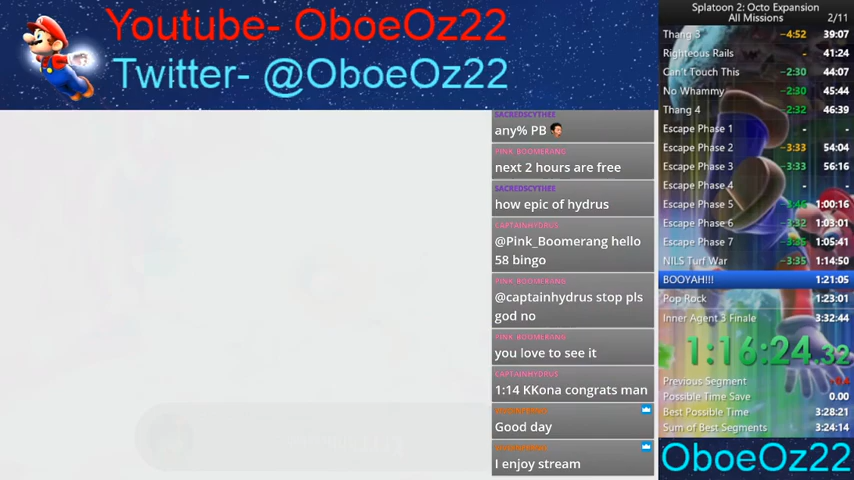 Youtube- OboeOz22
Twitter- @OboeOz22
SACREDSCYTHEE
any% PB
PINK_BOOMERANG
next 2 hours are free
SACREDSCYTHEE
how epic of hydrus
CAPTAINHYDRUS
@Pink_Boomerang hello
58 bingo
PINK_BOOMERANG
@captainhydrus stop pls
god no
PINK_BOOMERANG
you love to see it
CAPTAINHYDRUS
1:14 KKona congrats man
Good day
I enjoy stream
Splatoon 2: Octo Expansion
All Missions 2/11
Thang 3 -4:52 39:07
Righteous Rails - 41:24
Can't Touch This -2:30 44:07
No Whammy -2:30 45:44
Thang 4 -2:32 46:39
Escape Phase 1 - -
Escape Phase 2 -3:33 54:04
Escape Phase 3 -3:33 56:16
Escape Phase 4 - -
Escape Phase 5 1:00:16
Escape Phase 6 -3:32 1:03:01
Escape Phase 7 1:05:41
NILS Turf War -3:35 1:14:50
BOOYAH!!! 1:21:05
Pop Rock 1:23:01
Inner Agent 3 Finale 3:32:44
1:16:24.32
Previous Segment
Possible Time Save 0.00
Best Possible Time 3:28:21
Sum of Best Segments 3:24:14
OboeOz22